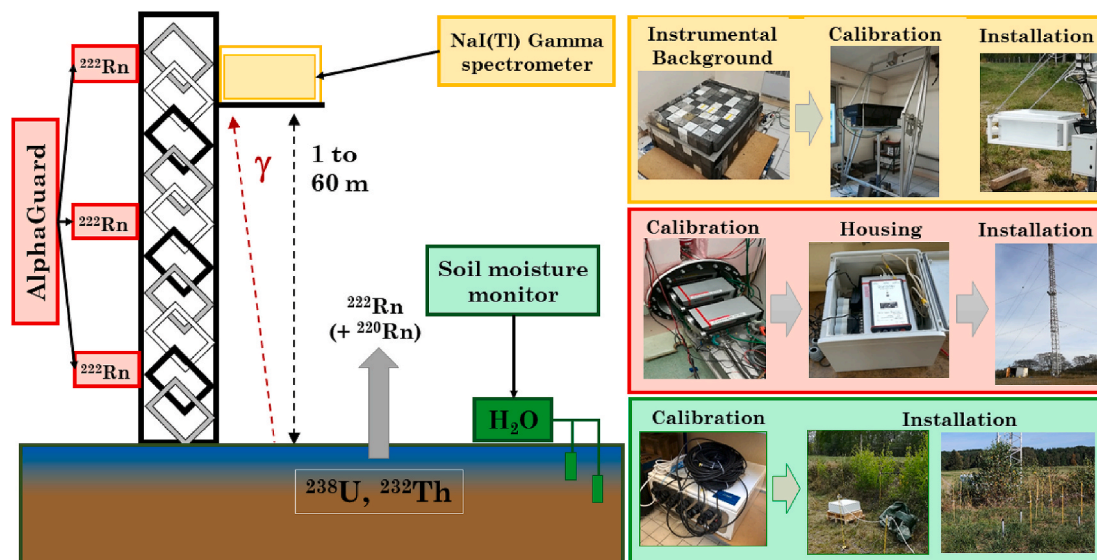 AlphaGuard
²²²Rn
²²²Rn
²²²Rn
NaI(Tl) Gamma
spectrometer
γ
1 to
60 m
²²²Rn
(+ ²²⁰Rn)
Soil moisture
monitor
H₂O
²³⁸U, ²³²Th
Instrumental
Background
Calibration
Installation
Calibration
Housing
Installation
Calibration
Installation